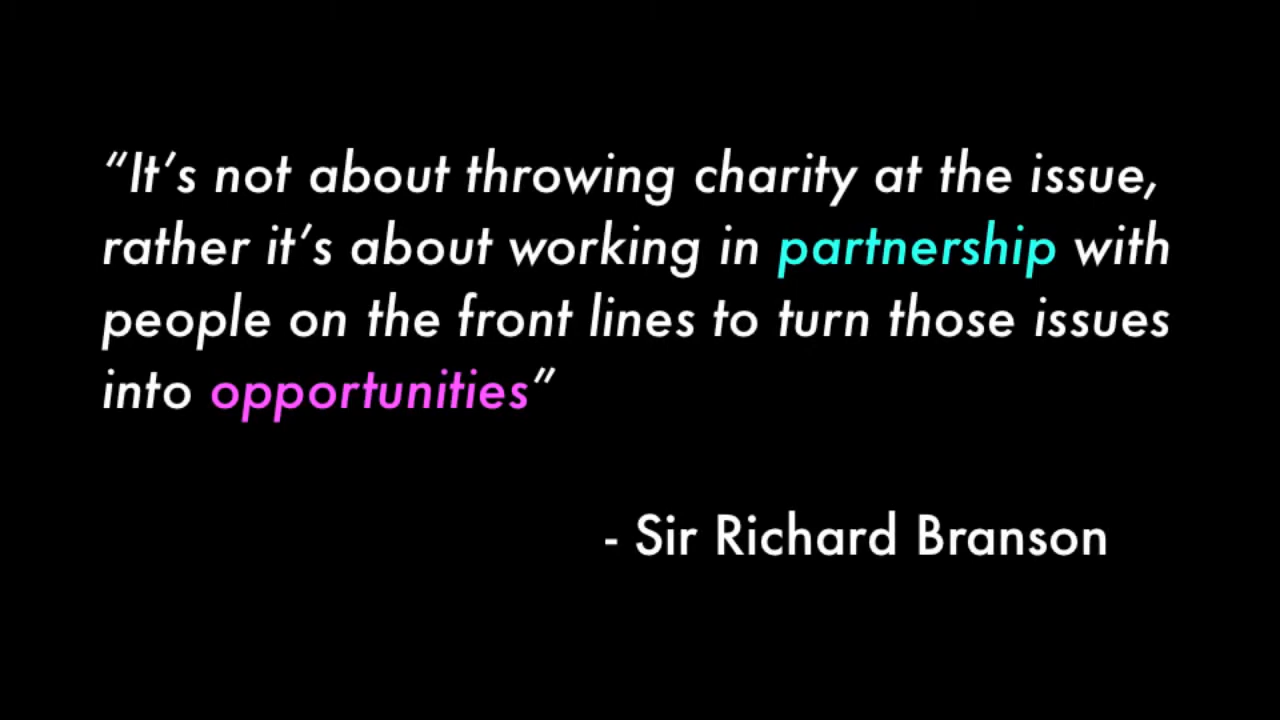 “It’s not about throwing charity at the issue,
rather it’s about working in partnership with
people on the front lines to turn those issues
into opportunities”
- Sir Richard Branson